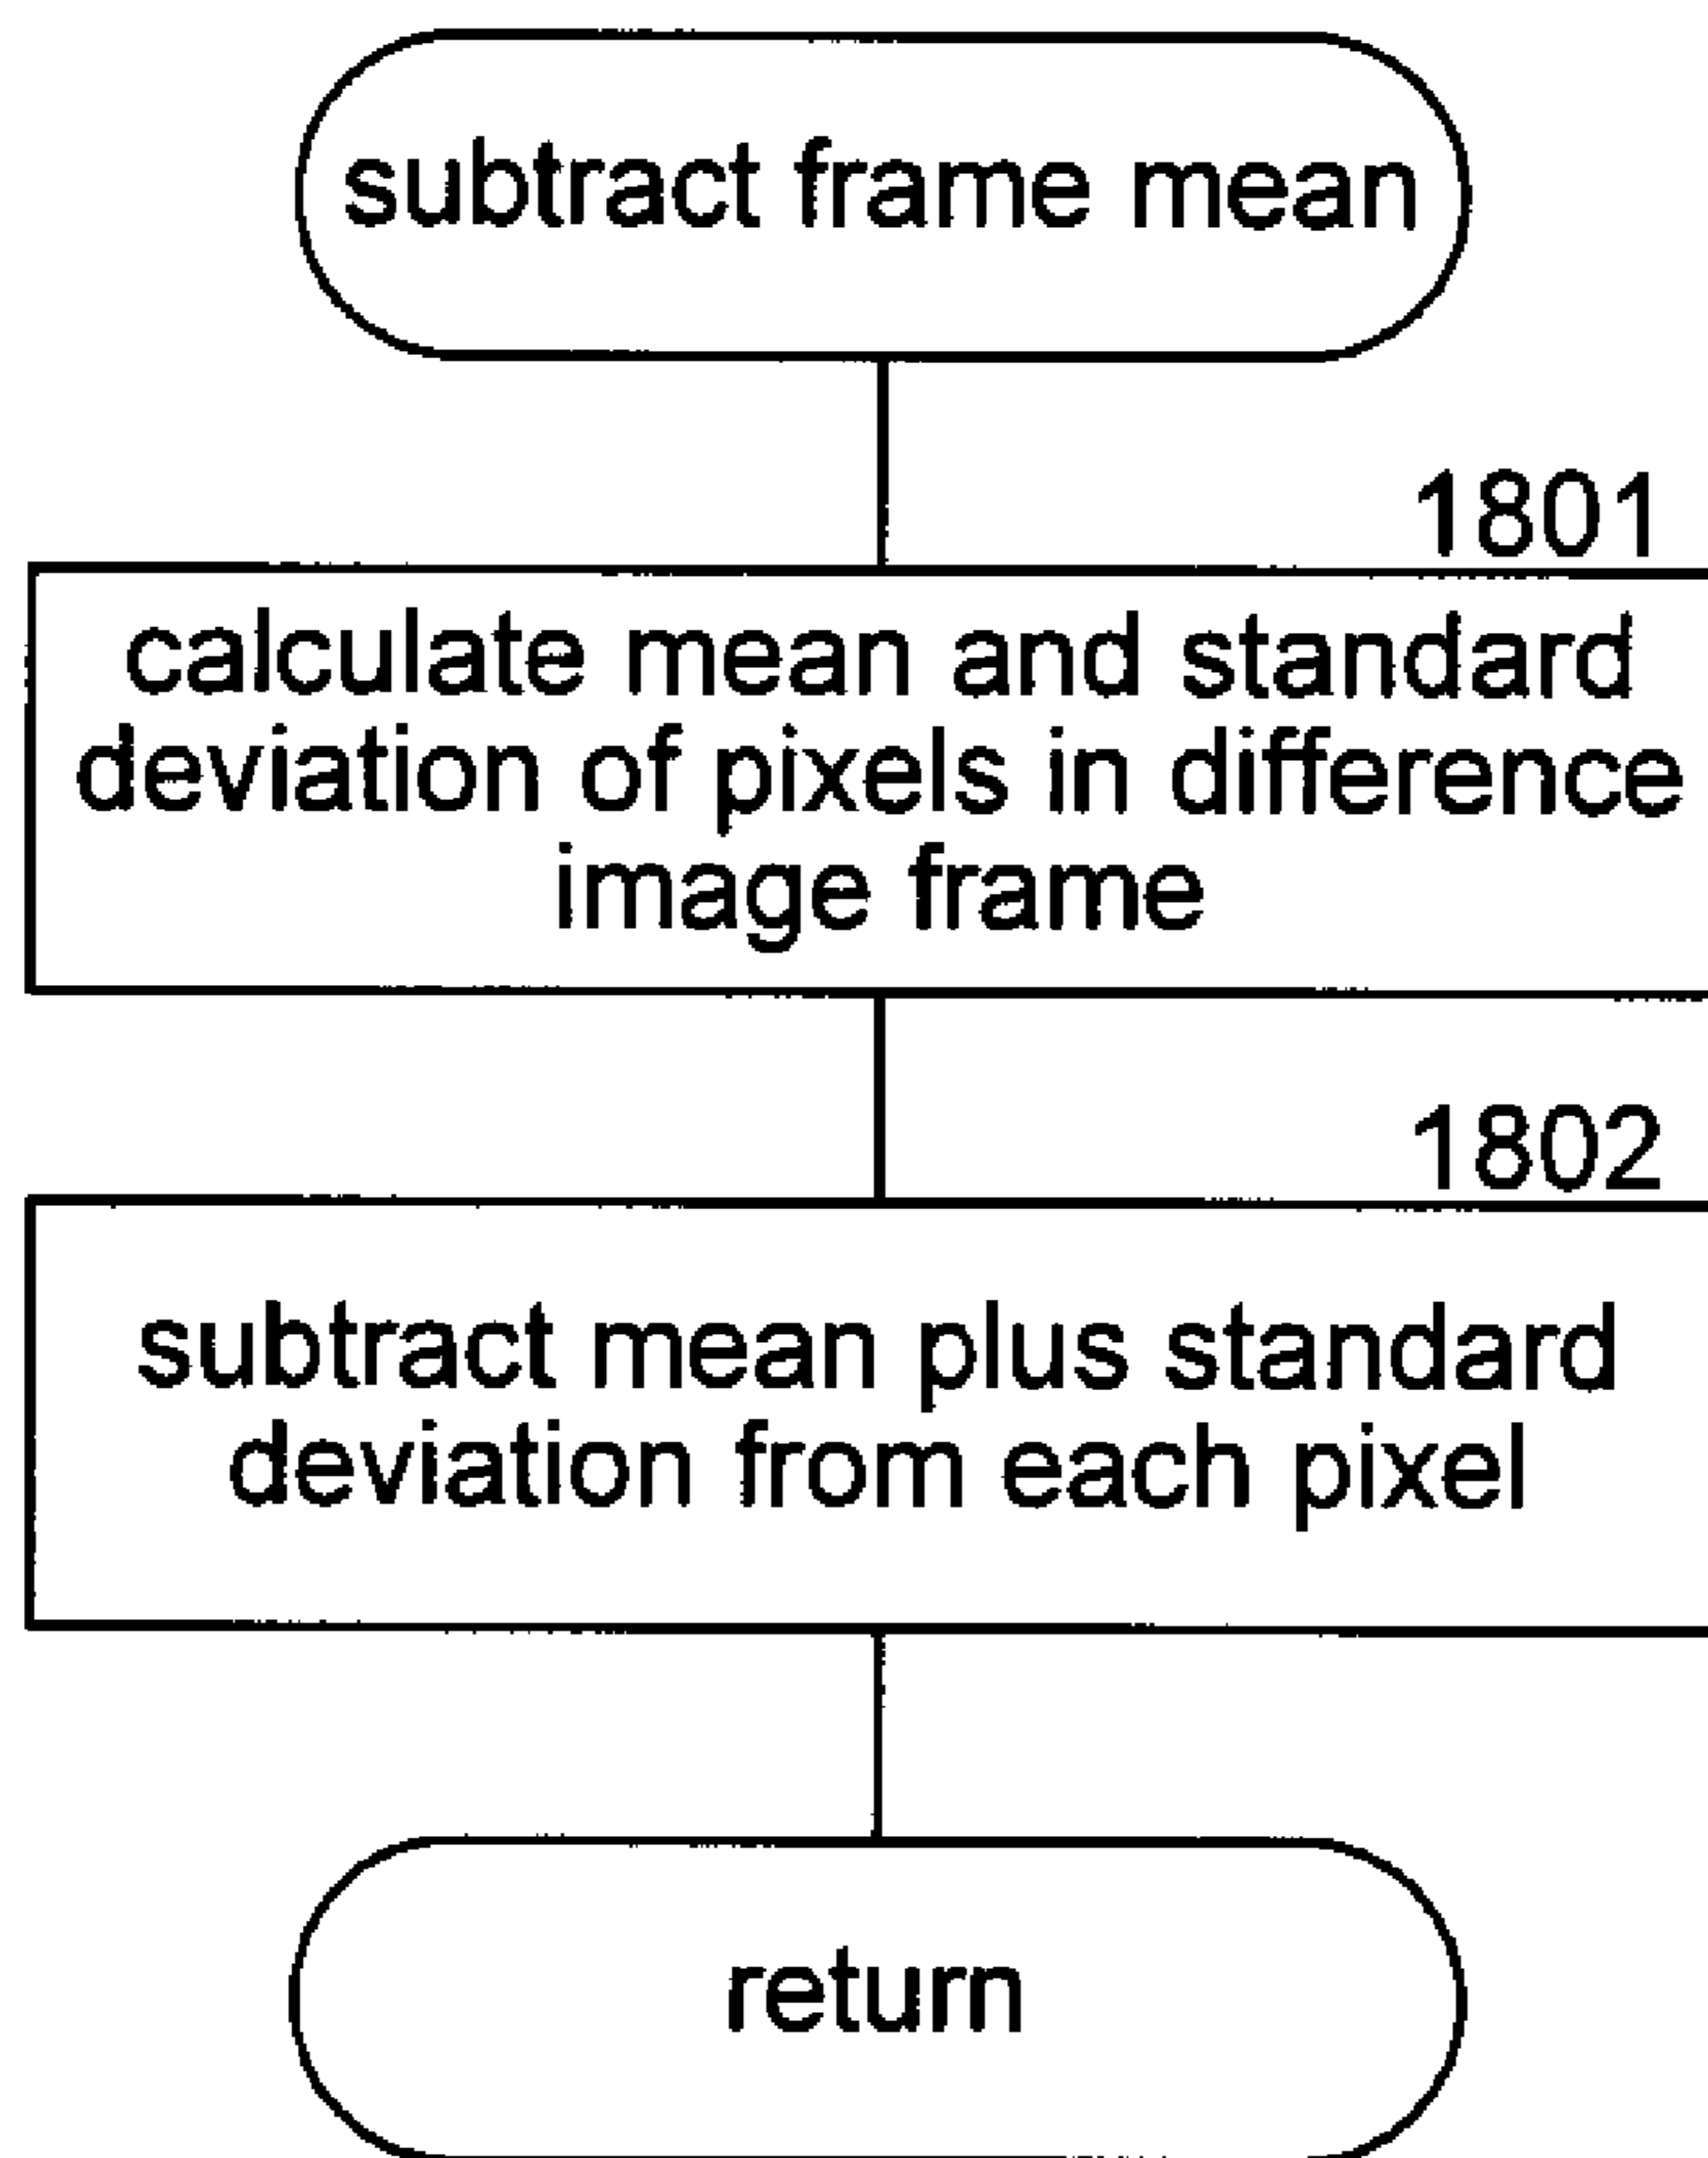 subtract frame mean
1801
calculate mean and standard
deviation of pixels in difference
image frame
1802
subtract mean plus standard
deviation from each pixel
return